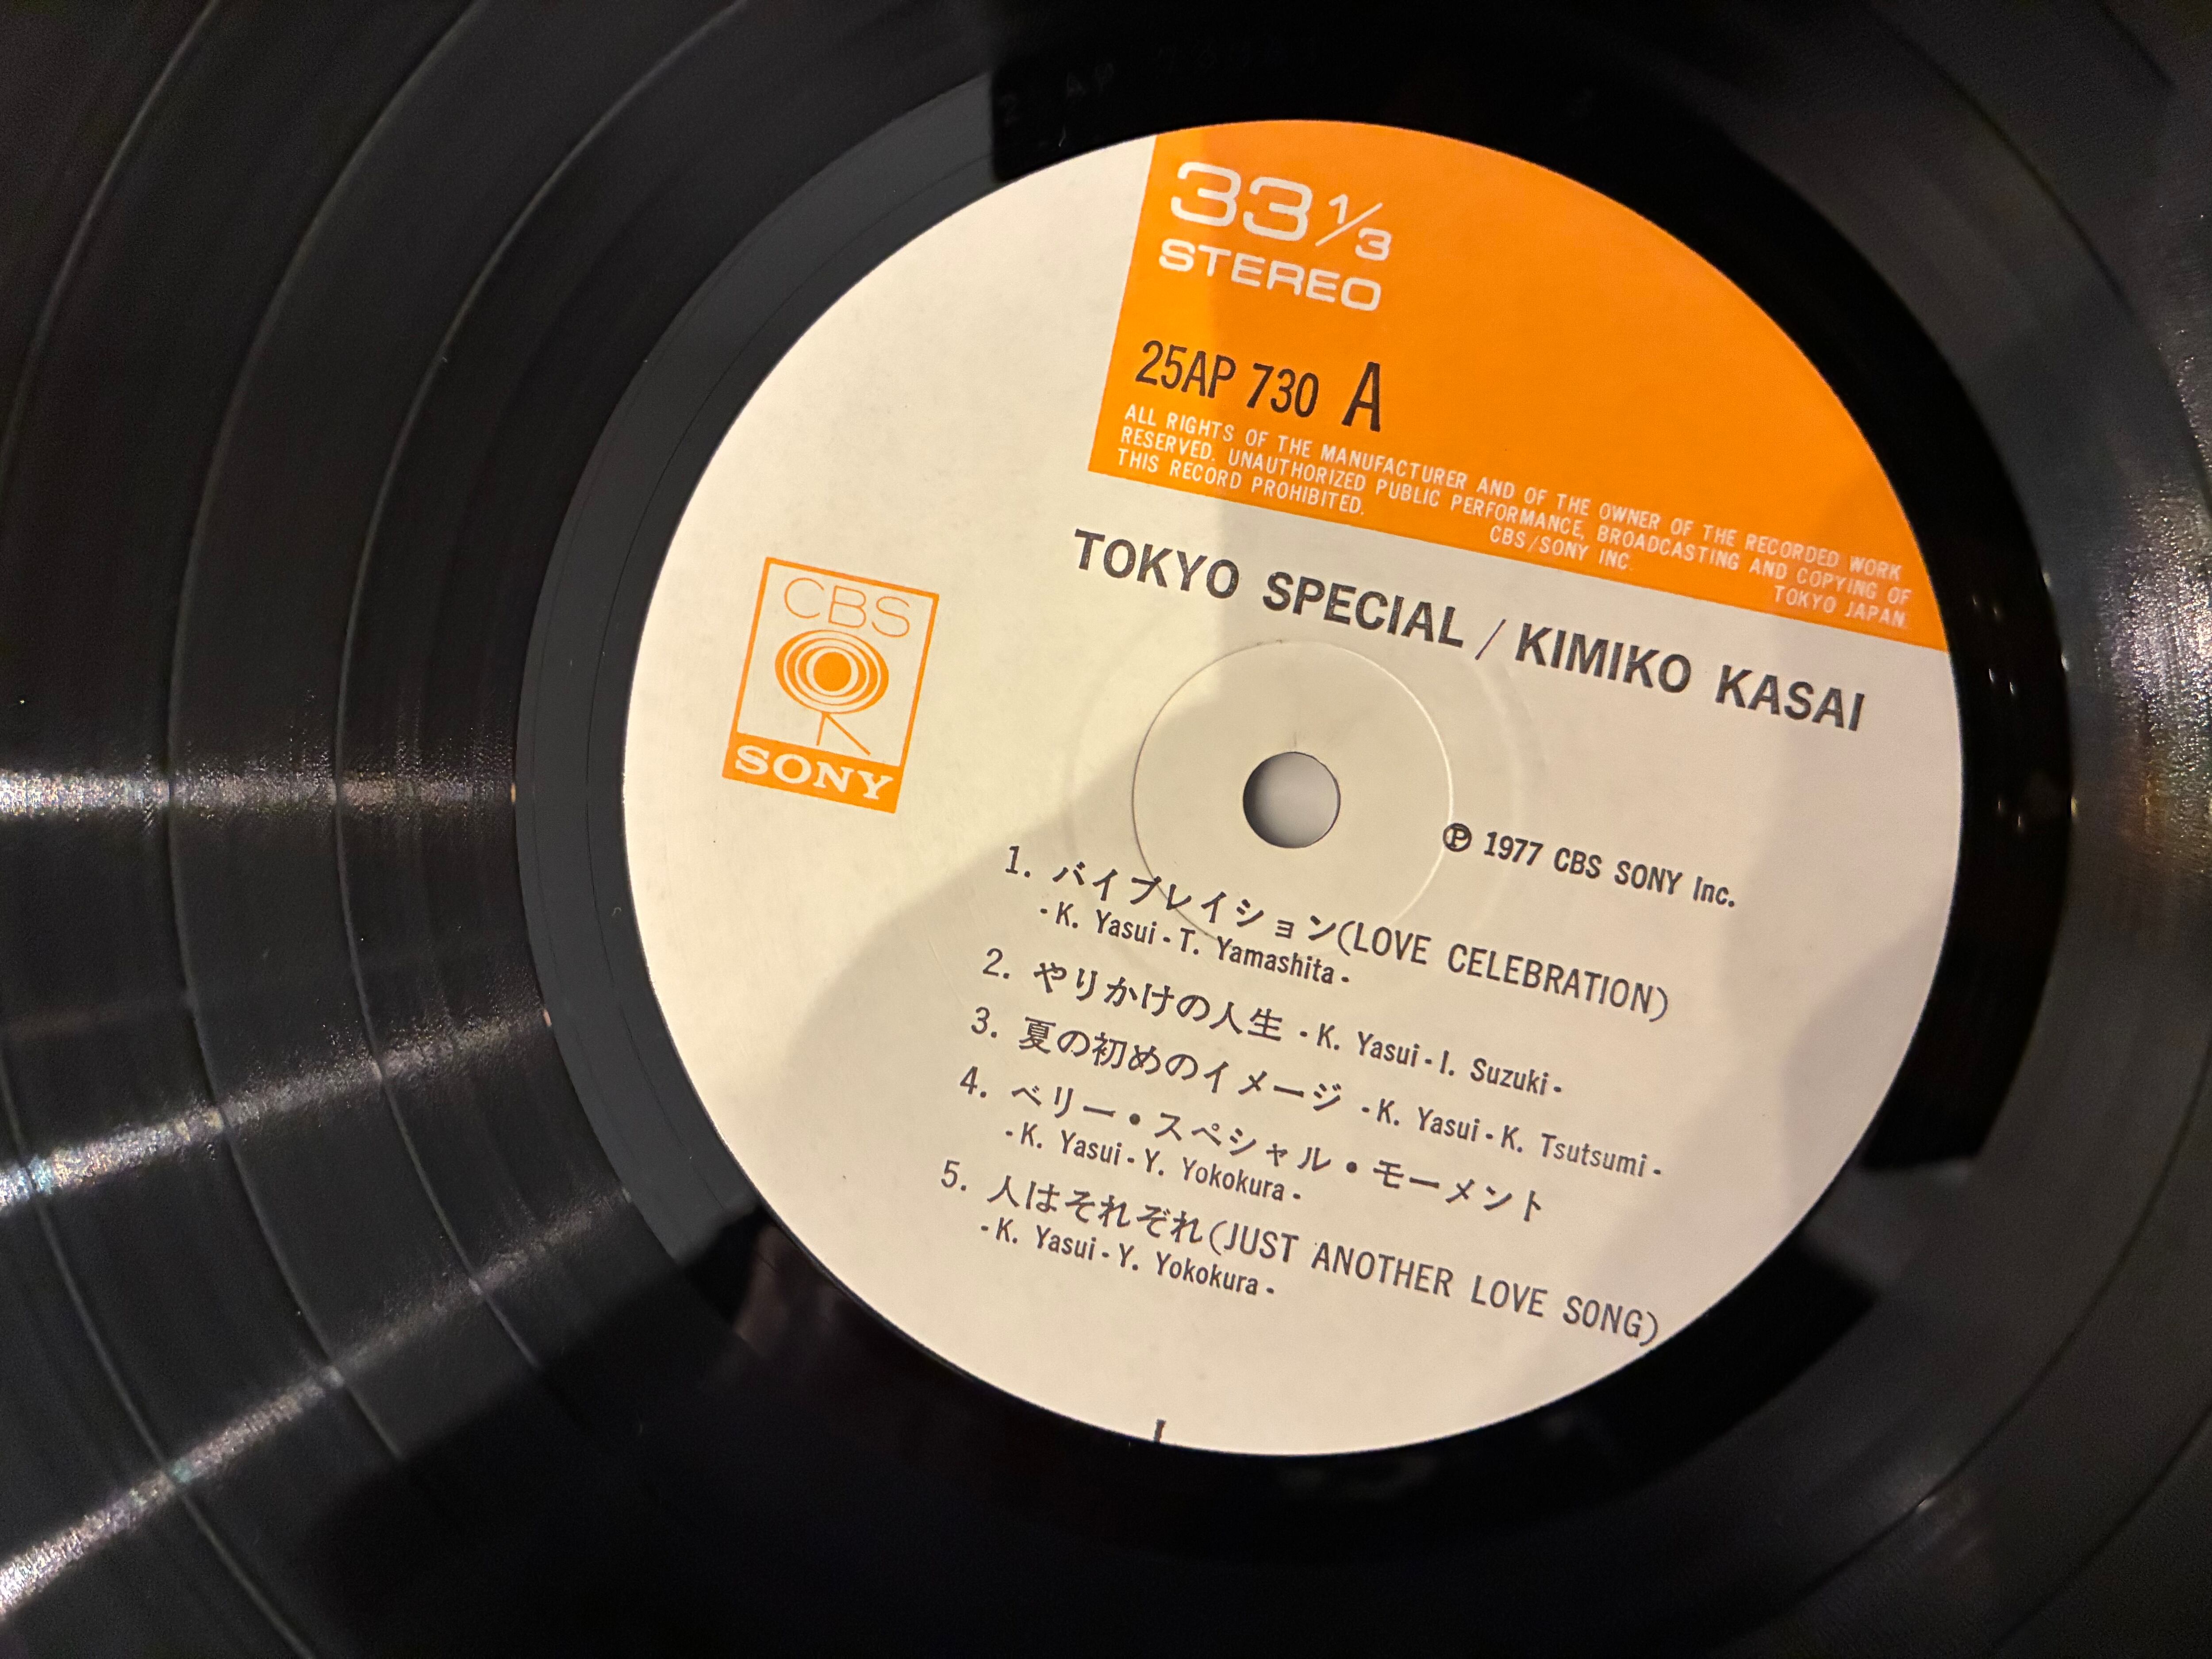 33 1/3
STEREO
25AP 730 A
ALL RIGHTS OF THE MANUFACTURER AND OF THE OWNER OF THE RECORDED WORK
RESERVED. UNAUTHORIZED PUBLIC PERFORMANCE, BROADCASTING AND COPYING OF
THIS RECORD PROHIBITED.
CBS/SONY INC.
TOKYO JAPAN.
TOKYO SPECIAL / KIMIKO KASAI
CBS
SONY
Ⓟ 1977 CBS SONY Inc.
1. バイブレイション(LOVE CELEBRATION)
-K. Yasui-T. Yamashita-
2. やりかけの人生 -K. Yasui-I. Suzuki-
3. 夏の初めのイメージ -K. Yasui-K. Tsutsumi-
4. ベリー・スペシャル・モーメント
-K. Yasui-Y. Yokokura-
5. 人はそれぞれ(JUST ANOTHER LOVE SONG)
-K. Yasui-Y. Yokokura-